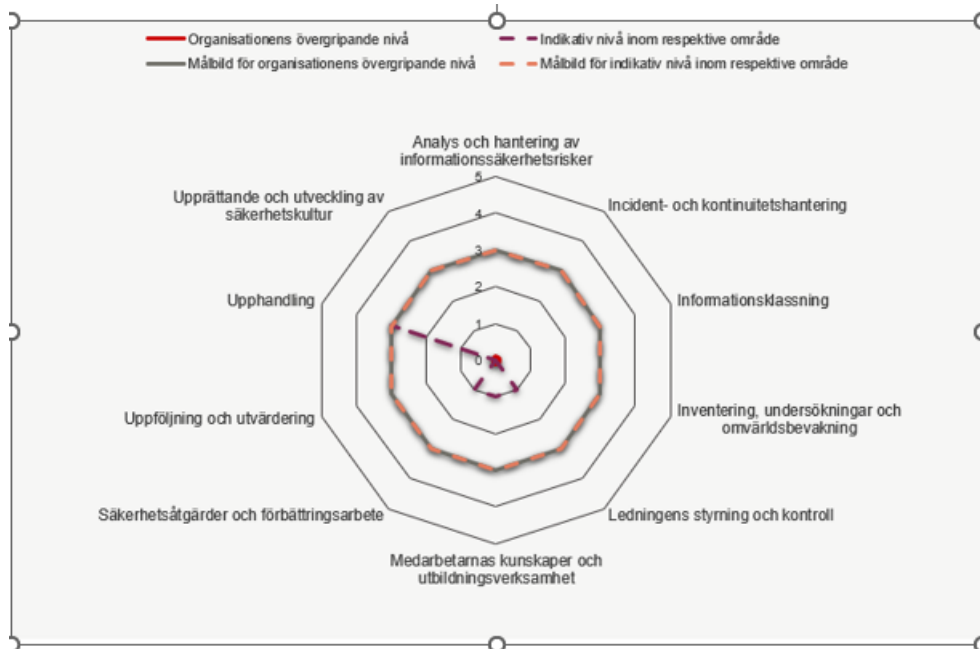 Organisationens övergripande nivå
Indikativ nivå inom respektive område
Målbild för organisationens övergripande nivå
Målbild för indikativ nivå inom respektive område
Analys och hantering av
informationssäkerhetsrisker
Upprättande och utveckling av
säkerhetskultur
Incident- och kontinuitetshantering
Upphandling
Informationsklassning
Uppföljning och utvärdering
Inventering, undersökningar och
omvärldsbevakning
Säkerhetsåtgärder och förbättringsarbete
Ledningens styrning och kontroll
Medarbetarnas kunskaper och
utbildningsverksamhet
5
4
3
2
1
0